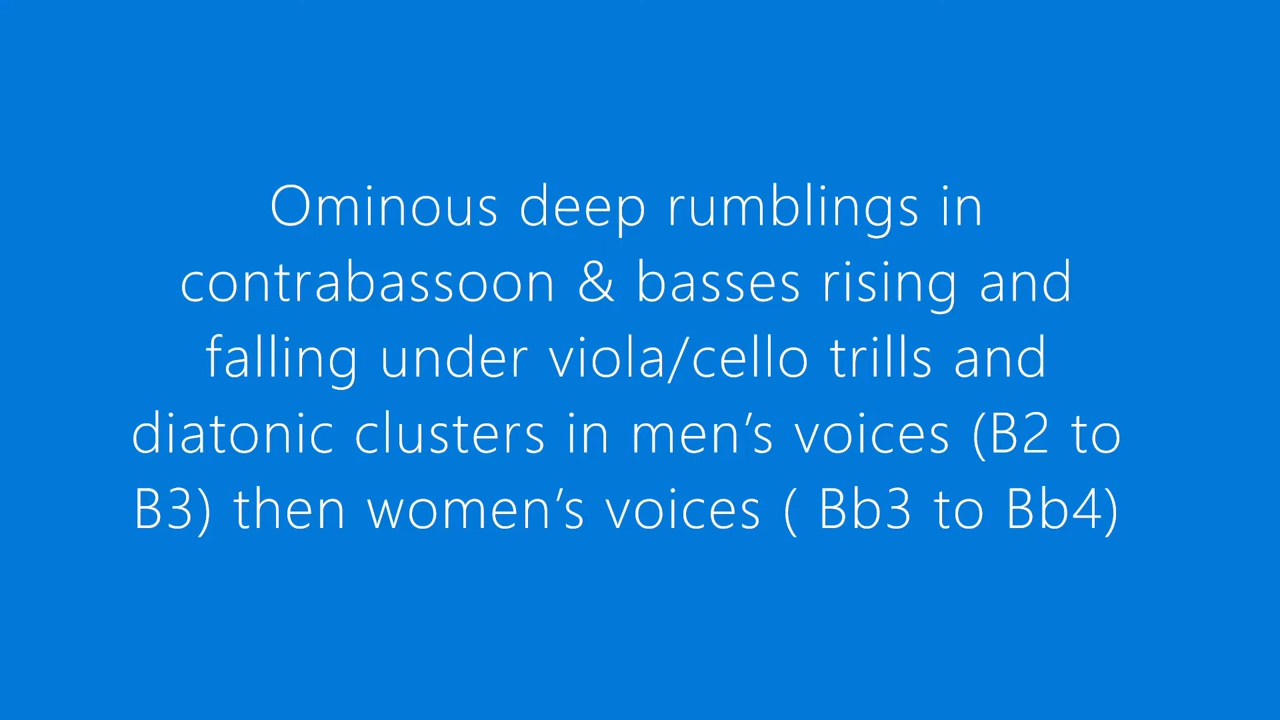 Ominous deep rumblings in
contrabassoon & basses rising and
falling under viola/cello trills and
diatonic clusters in men’s voices (B2 to
B3) then women’s voices ( Bb3 to Bb4)